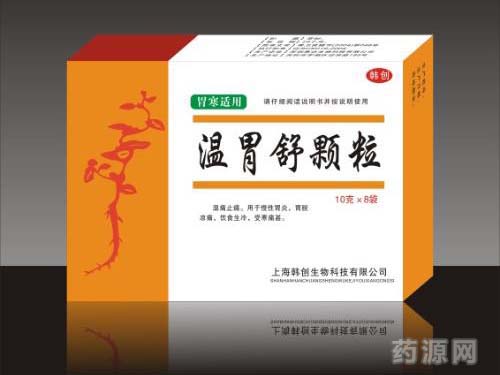 韩创
胃寒适用
请仔细阅读说明书并按说明使用
温胃舒颗粒
10克×8袋
温痛止痛。用于慢性胃炎、胃脘
凉痛、饮食生冷、受寒痛甚。
上海韩创生物科技有限公司
药源网